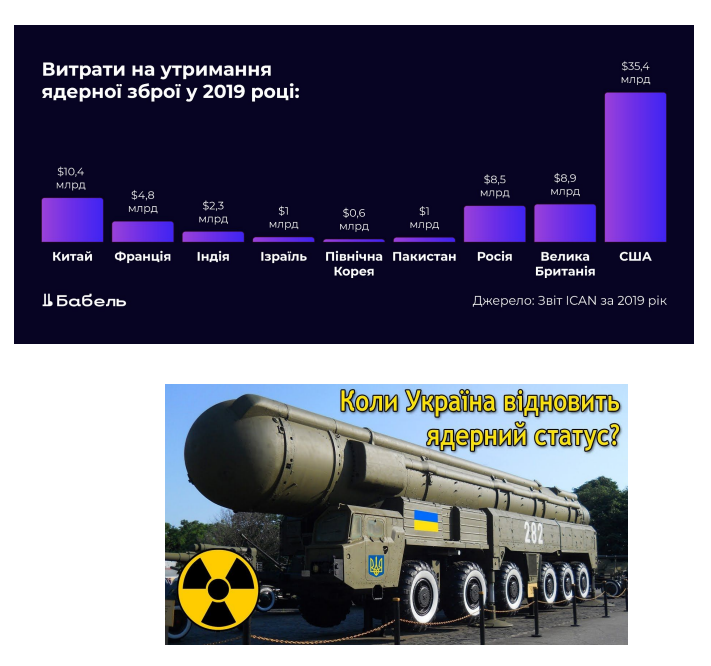 Витрати на утримання
ядерної зброї у 2019 році:
$35,4
млрд
$10,4
млрд
$4,8
млрд
$2,3
млрд
$1
млрд
$0,6
млрд
$1
млрд
$8,5
млрд
$8,9
млрд
Китай
Франція
Індія
Ізраїль
Північна
Корея
Пакистан
Росія
Велика
Британія
США
Бабель
Джерело: Звіт ICAN за 2019 рік
Коли Україна відновить
ядерний статус?
282